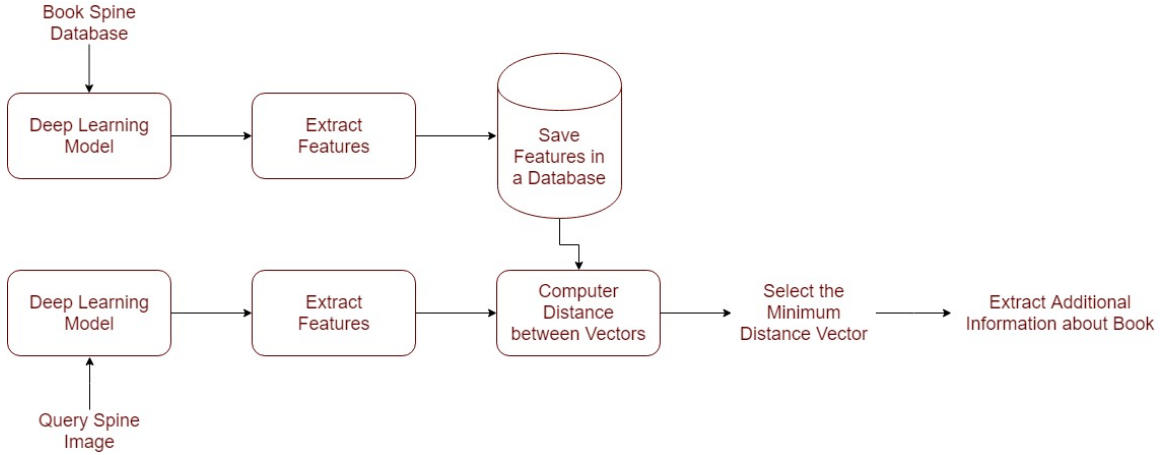 Book Spine
Database
Deep Learning
Model
Extract
Features
Save
Features in
a Database
Deep Learning
Model
Extract
Features
Computer
Distance
between Vectors
Select the
Minimum
Distance Vector
Extract Additional
Information about Book
Query Spine
Image